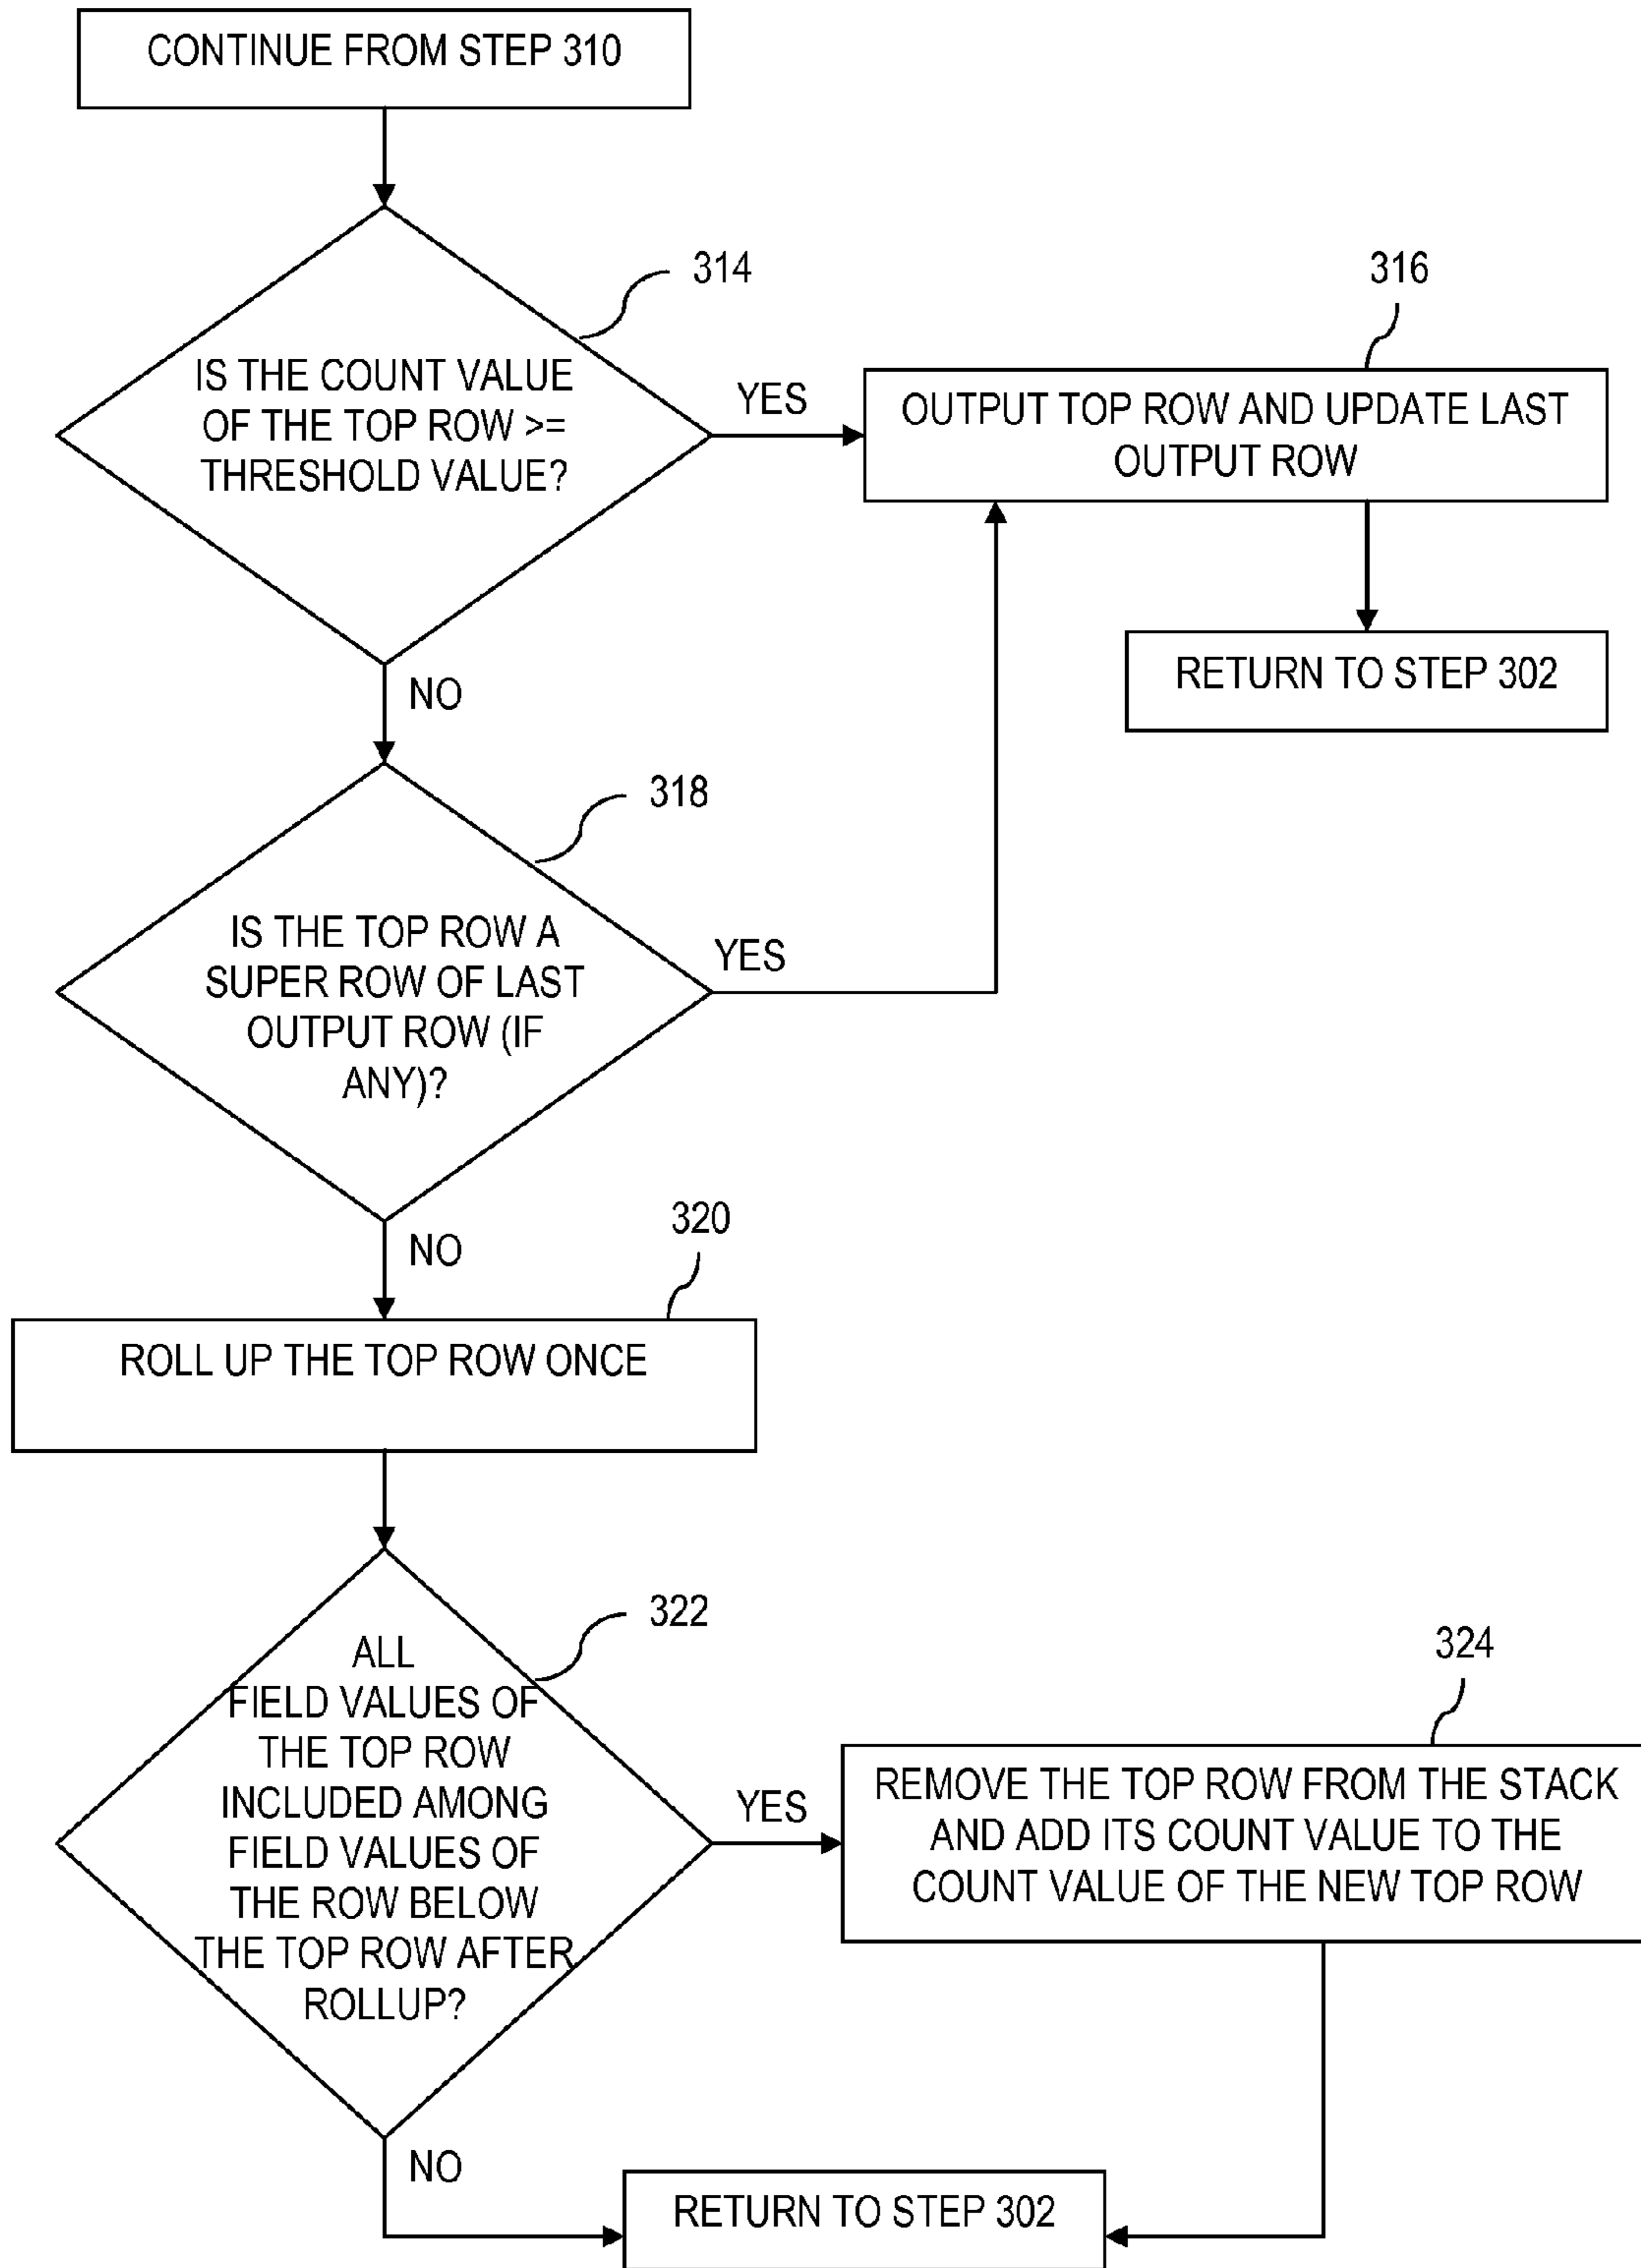 CONTINUE FROM STEP 310
314
316
IS THE COUNT VALUE
OF THE TOP ROW >=
THRESHOLD VALUE?
YES
OUTPUT TOP ROW AND UPDATE LAST
OUTPUT ROW
RETURN TO STEP 302
NO
318
IS THE TOP ROW A
SUPER ROW OF LAST
OUTPUT ROW (IF
ANY)?
YES
NO
320
ROLL UP THE TOP ROW ONCE
322
ALL
FIELD VALUES OF
THE TOP ROW
INCLUDED AMONG
FIELD VALUES OF
THE ROW BELOW
THE TOP ROW AFTER
ROLLUP?
YES
324
REMOVE THE TOP ROW FROM THE STACK
AND ADD ITS COUNT VALUE TO THE
COUNT VALUE OF THE NEW TOP ROW
NO
RETURN TO STEP 302